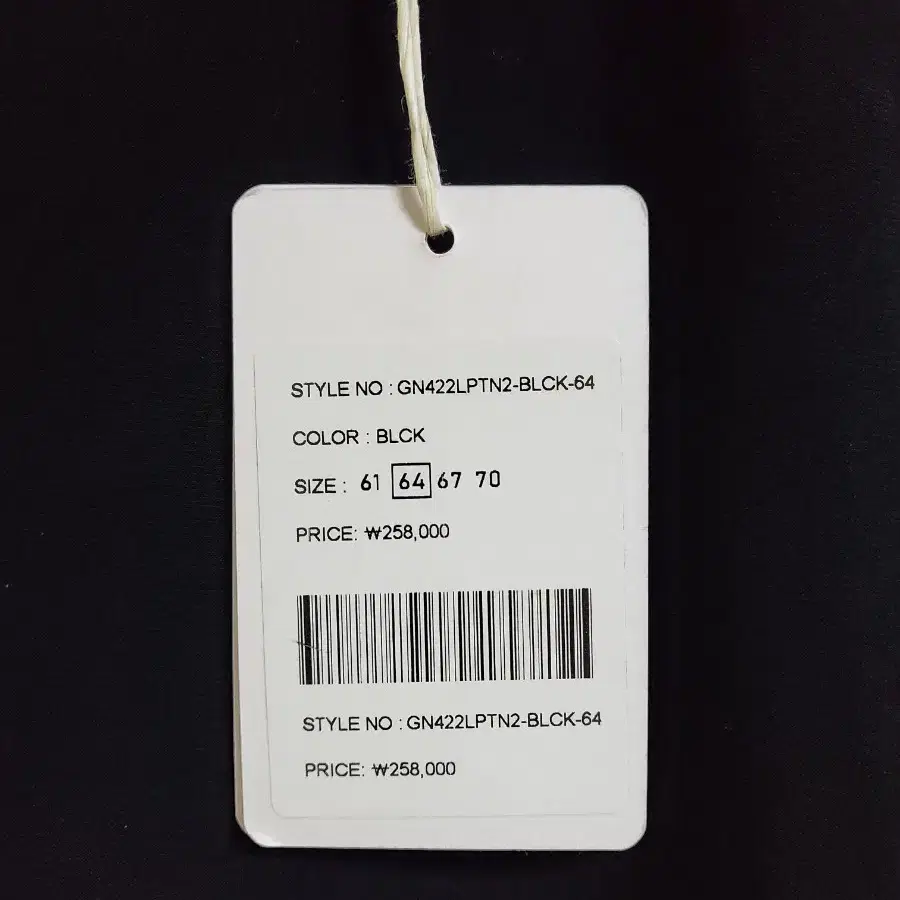 STYLE NO : GN422LPTN2-BLCK-64
COLOR : BLCK
SIZE : 61 64 67 70
PRICE: ₩258,000
STYLE NO : GN422LPTN2-BLCK-64
PRICE: ₩258,000